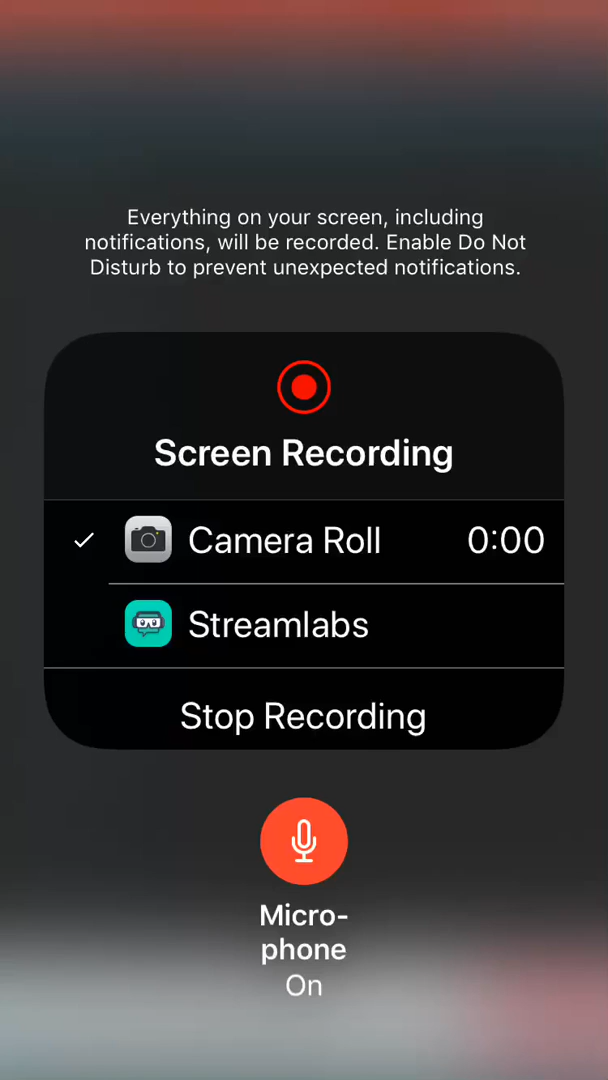 Everything on your screen, including
notifications, will be recorded. Enable Do Not
Disturb to prevent unexpected notifications.
Screen Recording
Camera Roll 0:00
Streamlabs
Stop Recording
Micro-
phone
On